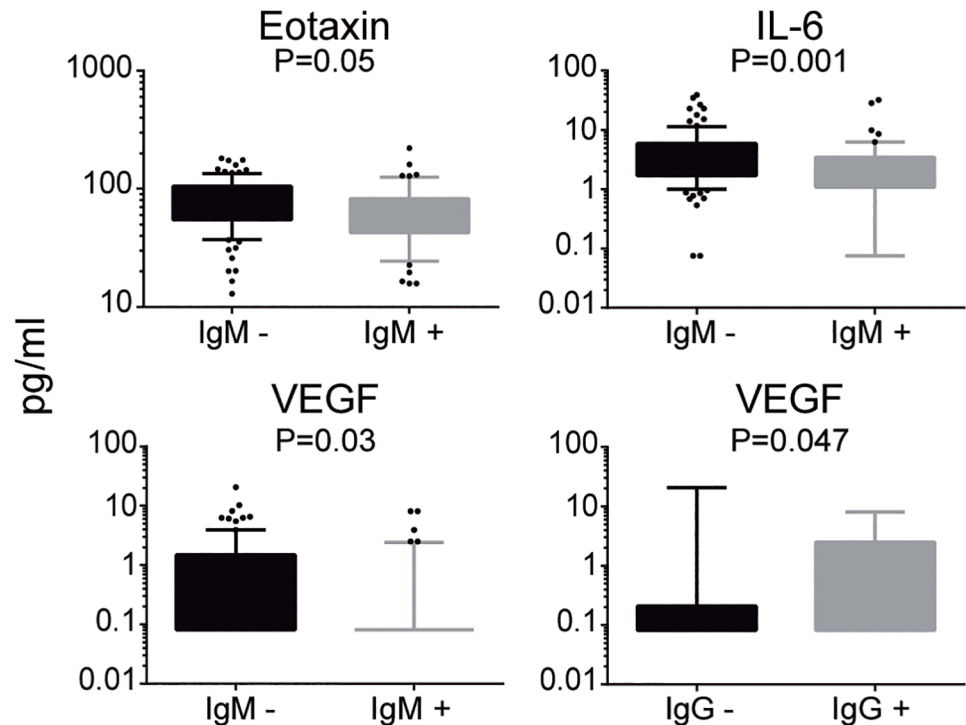 Eotaxin
P=0.05
1000
100
10
IgM -
IgM +
IL-6
P=0.001
100
10
1
0.1
0.01
IgM -
IgM +
pg/ml
VEGF
P=0.03
100
10
1
0.1
0.01
IgM -
IgM +
VEGF
P=0.047
100
10
1
0.1
0.01
IgG -
IgG +